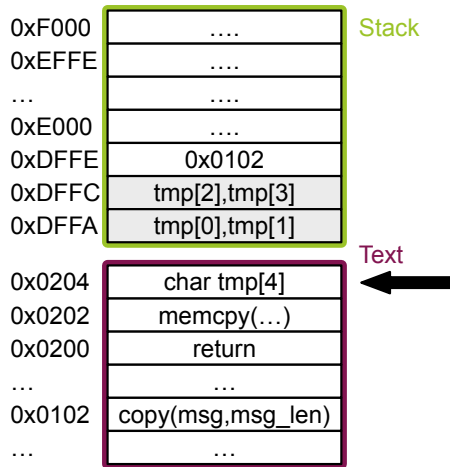 0xF000 …. Stack
0xEFFE ….
… ….
0xE000 ….
0xDFFE 0x0102
0xDFFC tmp[2],tmp[3]
0xDFFA tmp[0],tmp[1]
Text
0x0204 char tmp[4]
0x0202 memcpy(…)
0x0200 return
… …
0x0102 copy(msg,msg_len)
… …